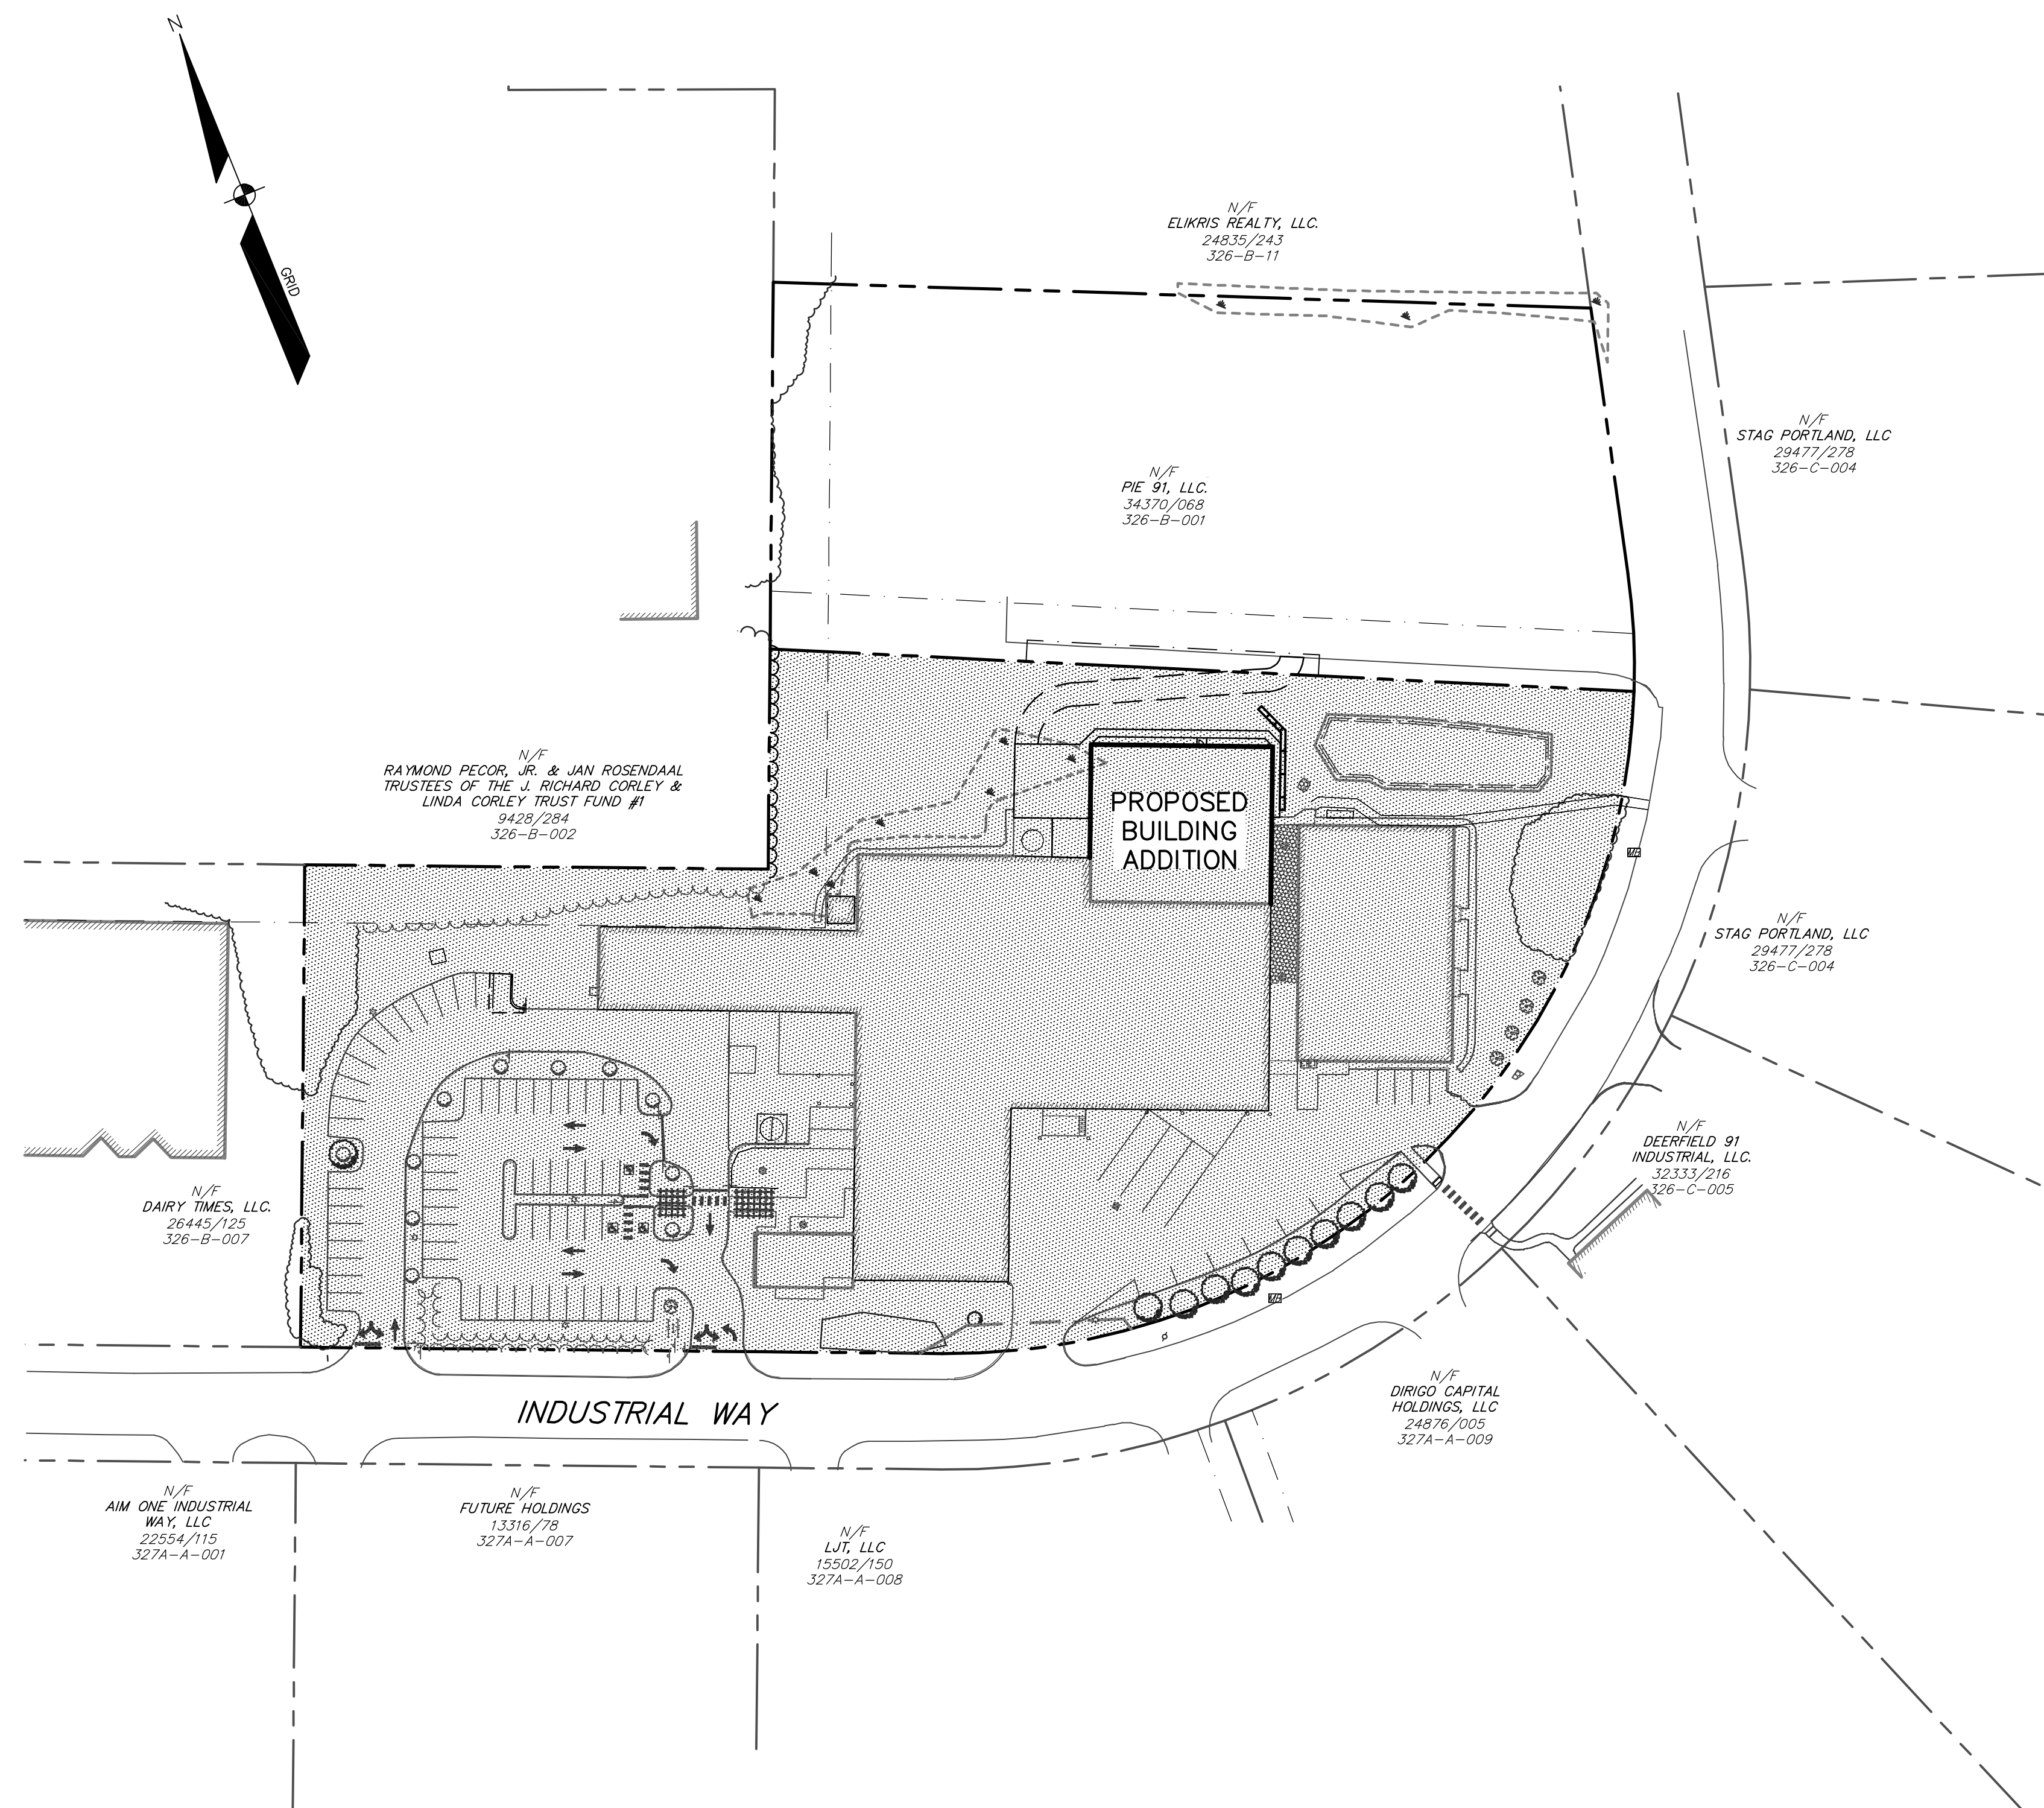 N
GRID
N/F
ELIKRIS REALTY, LLC.
24835/243
326-B-11
N/F
STAG PORTLAND, LLC
29477/278
326-C-004
N/F
PIE 91, LLC.
34370/068
326-B-001
N/F
RAYMOND PECOR, JR. & JAN ROSENDAAL
TRUSTEES OF THE J. RICHARD CORLEY &
LINDA CORLEY TRUST FUND #1
9428/284
326-B-002
PROPOSED
BUILDING
ADDITION
N/F
STAG PORTLAND, LLC
29477/278
326-C-004
N/F
DEERFIELD 91
INDUSTRIAL, LLC.
32333/216
326-C-005
N/F
DAIRY TIMES, LLC.
26445/125
326-B-007
N/F
DIRIGO CAPITAL
HOLDINGS, LLC
24876/005
327A-A-009
INDUSTRIAL WAY
N/F
AIM ONE INDUSTRIAL
WAY, LLC
22554/115
327A-A-001
N/F
FUTURE HOLDINGS
13316/78
327A-A-007
N/F
LJT, LLC
15502/150
327A-A-008